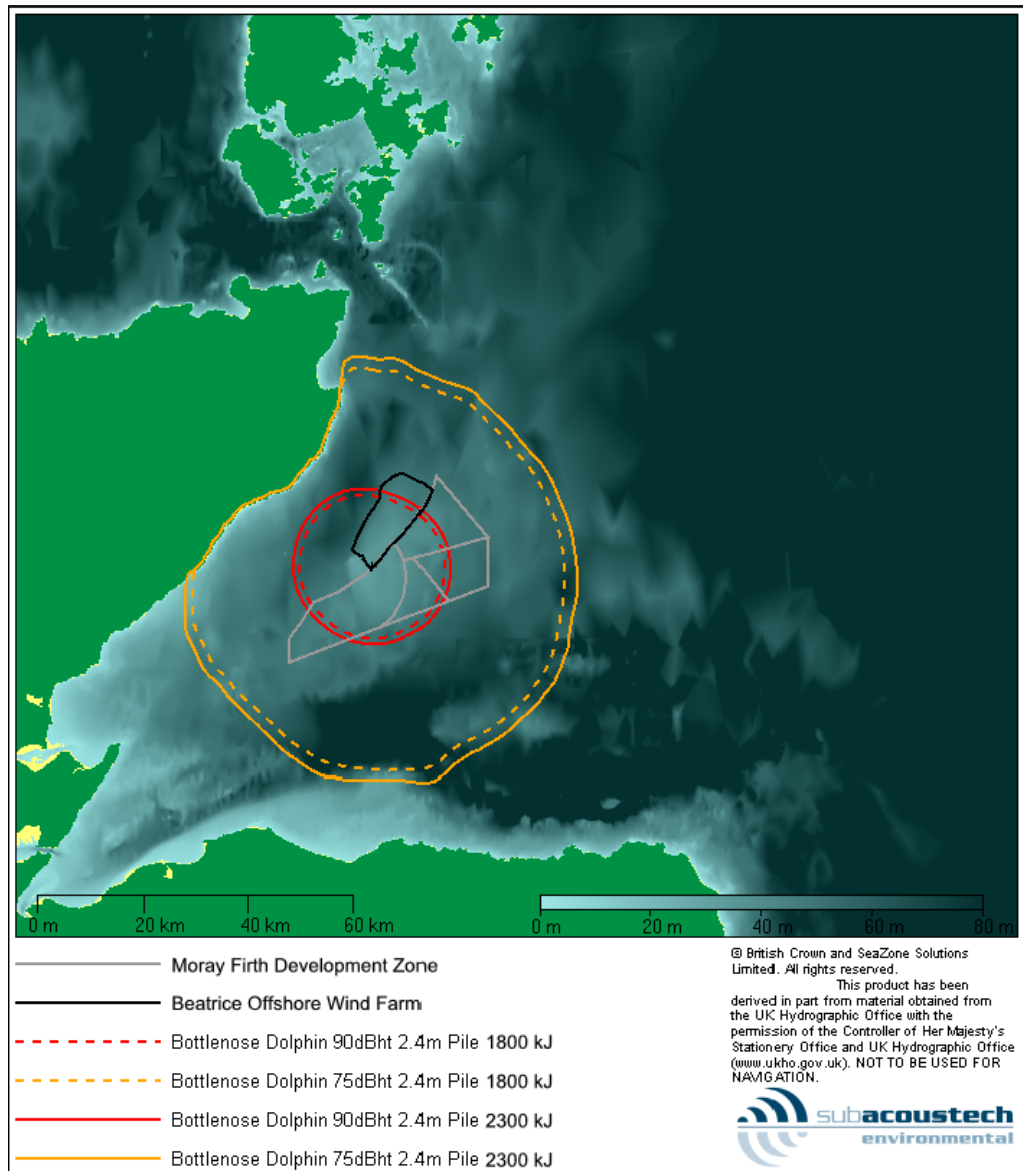 0 m 20 km 40 km 60 km 0 m 20 m 40 m 60 m 80 m
Moray Firth Development Zone
Beatrice Offshore Wind Farm
Bottlenose Dolphin 90dBht 2.4m Pile 1800 kJ
Bottlenose Dolphin 75dBht 2.4m Pile 1800 kJ
Bottlenose Dolphin 90dBht 2.4m Pile 2300 kJ
Bottlenose Dolphin 75dBht 2.4m Pile 2300 kJ
© British Crown and SeaZone Solutions
Limited. All rights reserved.
This product has been
derived in part from material obtained from
the UK Hydrographic Office with the
permission of the Controller of Her Majesty's
Stationery Office and UK Hydrographic Office
(www.ukho.gov.uk). NOT TO BE USED FOR
NAVIGATION.
subacoustech
environmental